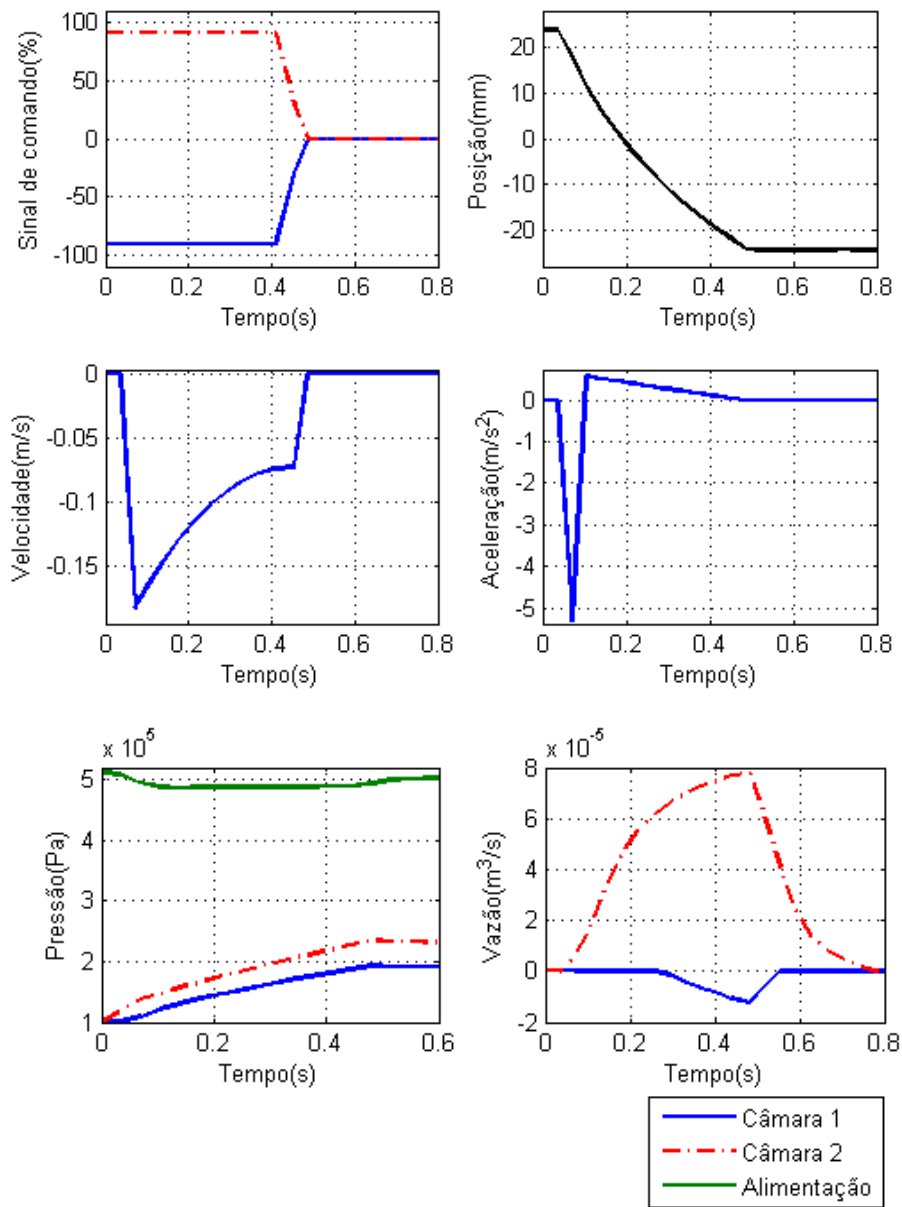 Sinal de comando(%)
100
50
0
-50
-100
0 0.2 0.4 0.6 0.8
Tempo(s)
Posição(mm)
20
10
0
-10
-20
0 0.2 0.4 0.6 0.8
Tempo(s)
Velocidade(m/s)
0
-0.05
-0.1
-0.15
0 0.2 0.4 0.6 0.8
Tempo(s)
Aceleração(m/s²)
0
-1
-2
-3
-4
-5
0 0.2 0.4 0.6 0.8
Tempo(s)
x 10⁵
Pressão(Pa)
5
4
3
2
1
0 0.2 0.4 0.6
Tempo(s)
x 10⁻⁵
Vazão(m³/s)
8
6
4
2
0
-2
0 0.2 0.4 0.6 0.8
Tempo(s)
Câmara 1
Câmara 2
Alimentação